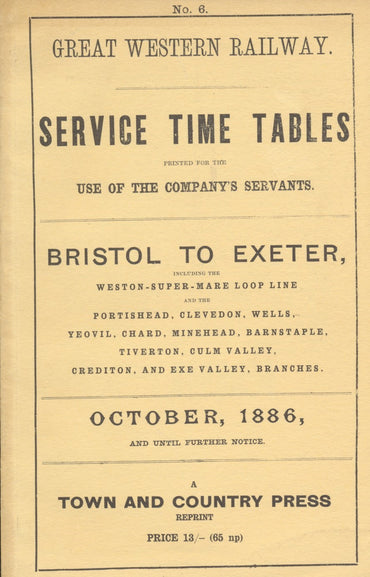 No. 6.
GREAT WESTERN RAILWAY.
SERVICE TIME TABLES
PRINTED FOR THE
USE OF THE COMPANY'S SERVANTS.
BRISTOL TO EXETER,
INCLUDING THE
WESTON-SUPER-MARE LOOP LINE
AND THE
PORTISHEAD, CLEVEDON, WELLS,
YEOVIL, CHARD, MINEHEAD, BARNSTAPLE,
TIVERTON, CULM VALLEY,
CREDITON, AND EXE VALLEY, BRANCHES.
OCTOBER, 1886,
AND UNTIL FURTHER NOTICE.
A
TOWN AND COUNTRY PRESS
REPRINT
PRICE 13/- (65 np)